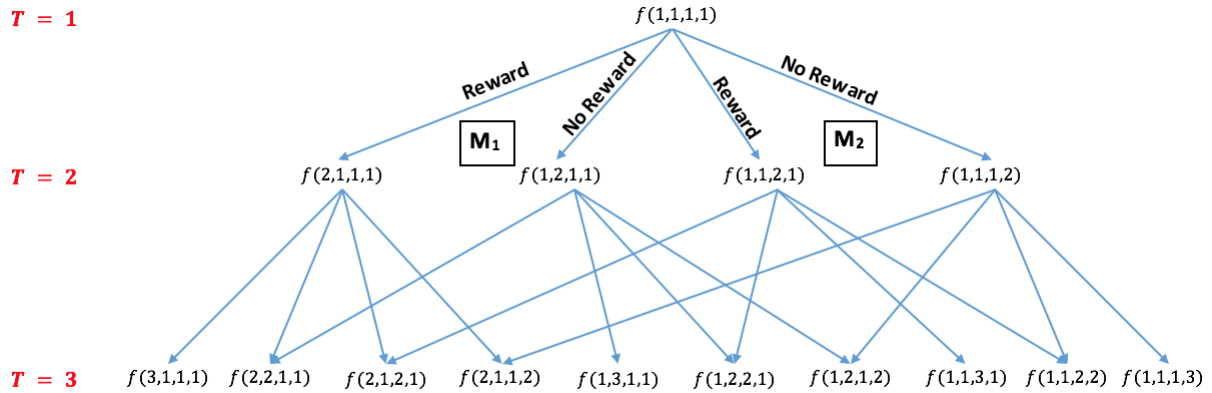 T = 1
f(1,1,1,1)
Reward
No Reward
Reward
No Reward
M₁
M₂
T = 2
f(2,1,1,1)
f(1,2,1,1)
f(1,1,2,1)
f(1,1,1,2)
T = 3
f(3,1,1,1)
f(2,2,1,1)
f(2,1,2,1)
f(2,1,1,2)
f(1,3,1,1)
f(1,2,2,1)
f(1,2,1,2)
f(1,1,3,1)
f(1,1,2,2)
f(1,1,1,3)